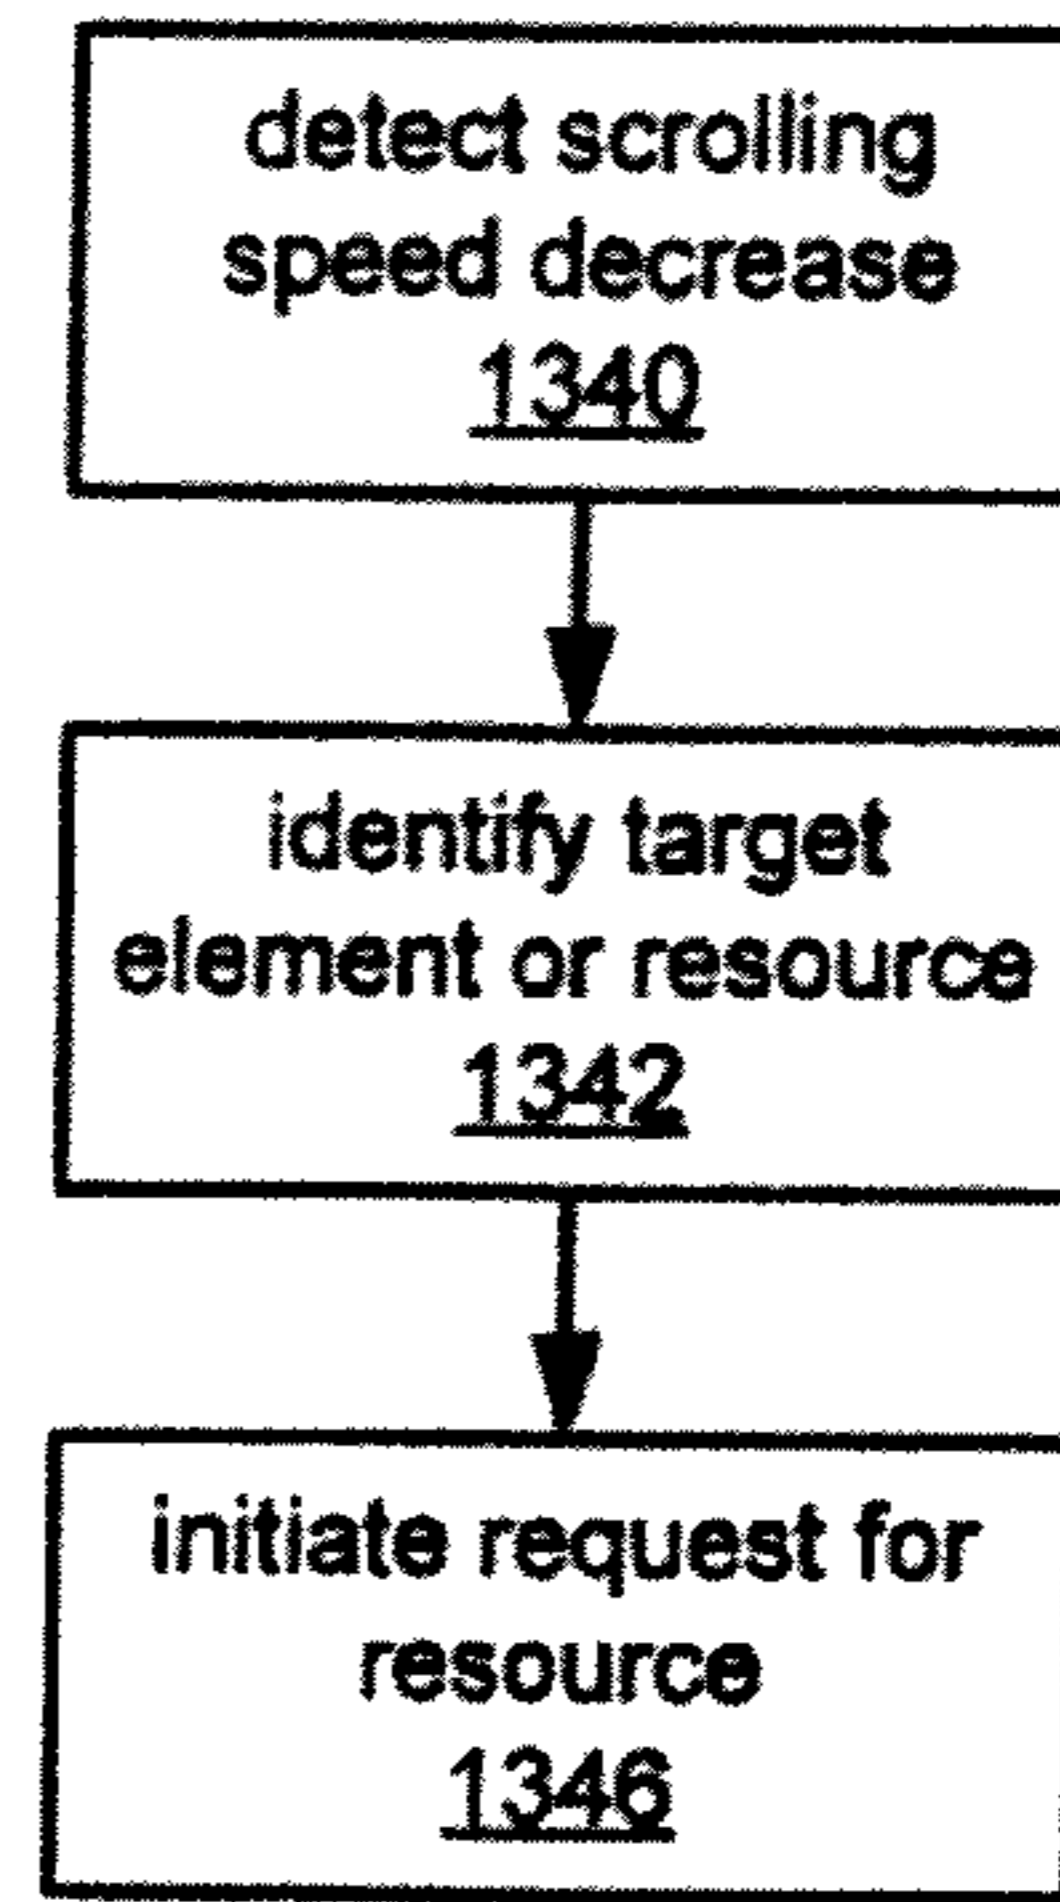 detect scrolling
speed decrease
1340
identify target
element or resource
1342
initiate request for
resource
1346